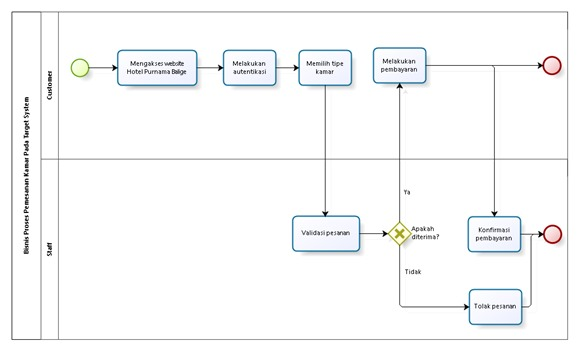 Bisnis Proses Pemesanan Kamar Pada Target System
Customer
Mengakses website
Hotel Purnama Balige
Melakukan
autentikasi
Memilih tipe
kamar
Melakukan
pembayaran
Staff
Validasi pesanan
Ya
Apakah
diterima?
Tidak
Konfirmasi
pembayaran
Tolak pesanan